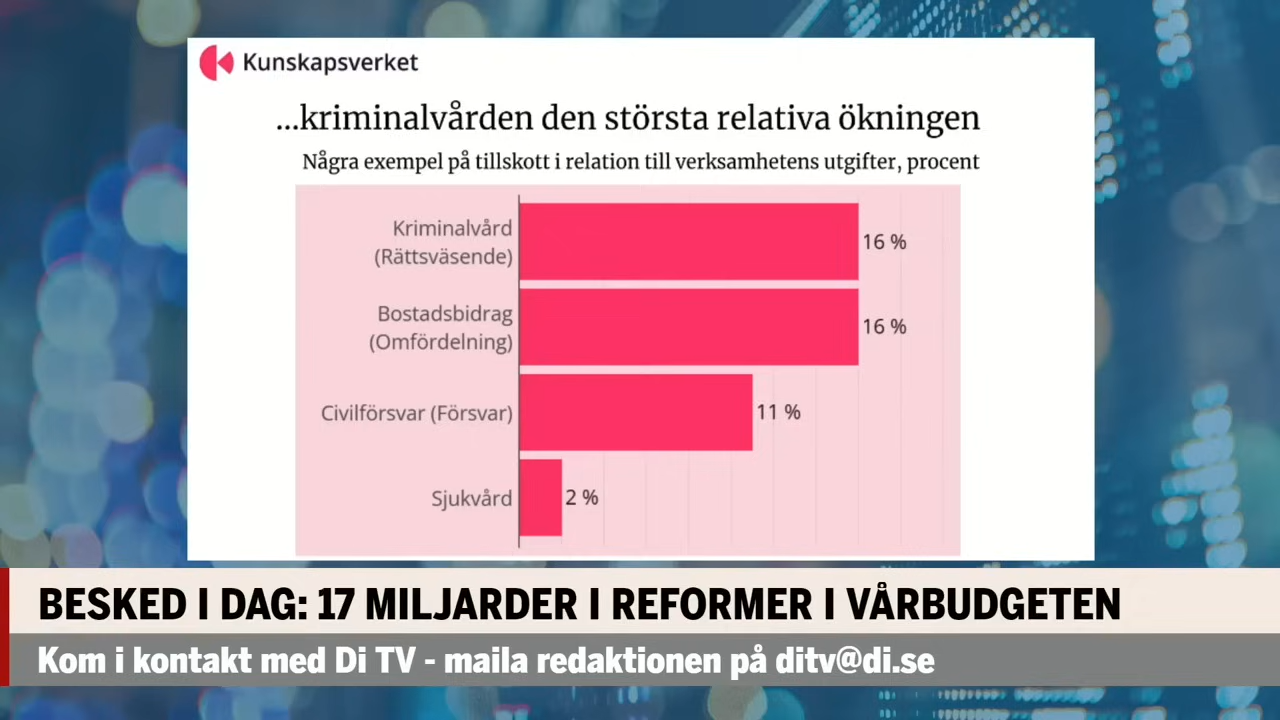 Kunskapsverket
...kriminalvården den största relativa ökningen
Några exempel på tillskott i relation till verksamhetens utgifter, procent
Kriminalvård
(Rättsväsende)
16 %
Bostadsbidrag
(Omfördelning)
16 %
Civilförsvar (Försvar)
11 %
Sjukvård
2 %
BESKED I DAG: 17 MILJARDER I REFORMER I VÅRBUDGETEN
Kom i kontakt med Di TV - maila redaktionen på ditv@di.se